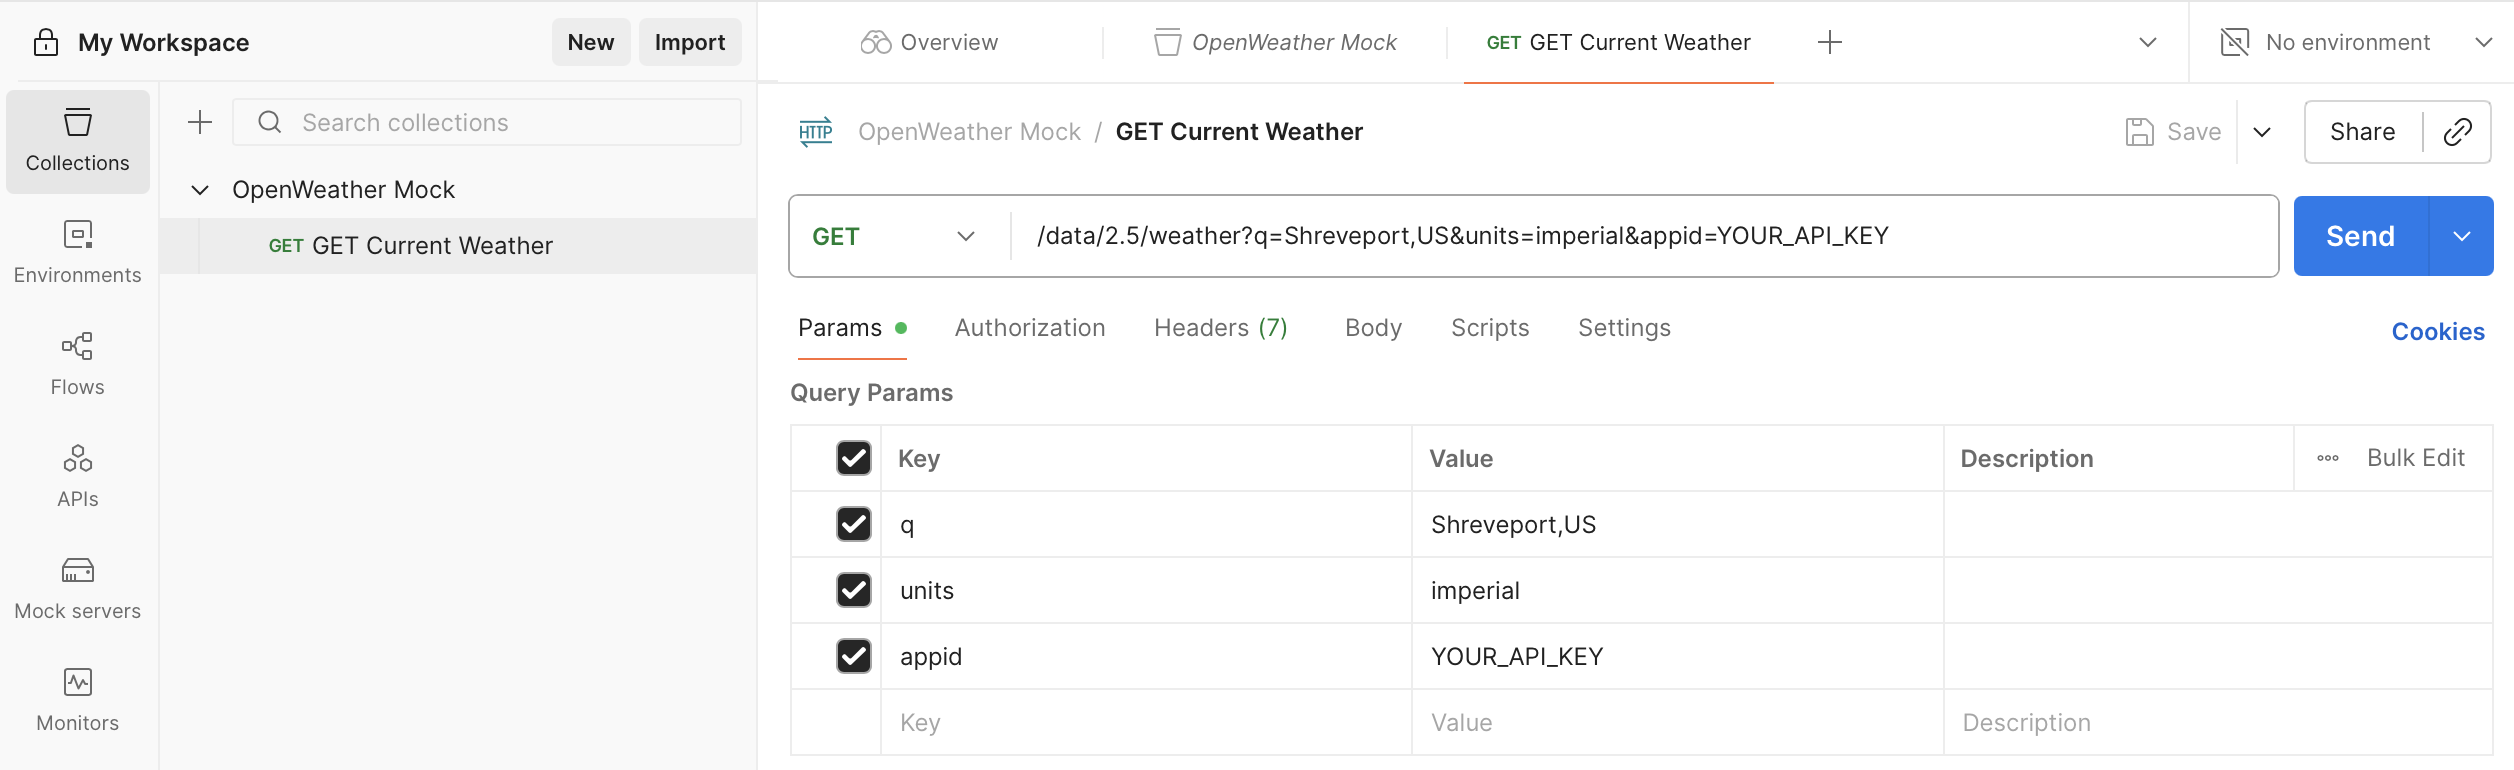 My Workspace
New
Import
Overview
OpenWeather Mock
GET GET Current Weather
No environment
Collections
Environments
Flows
APIs
Mock servers
Monitors
Search collections
OpenWeather Mock
GET GET Current Weather
HTTP
OpenWeather Mock / GET Current Weather
Save
Share
GET
/data/2.5/weather?q=Shreveport,US&units=imperial&appid=YOUR_API_KEY
Send
Params
Authorization
Headers (7)
Body
Scripts
Settings
Cookies
Query Params
Key Value Description Bulk Edit
q Shreveport,US
units imperial
appid YOUR_API_KEY
Key Value Description